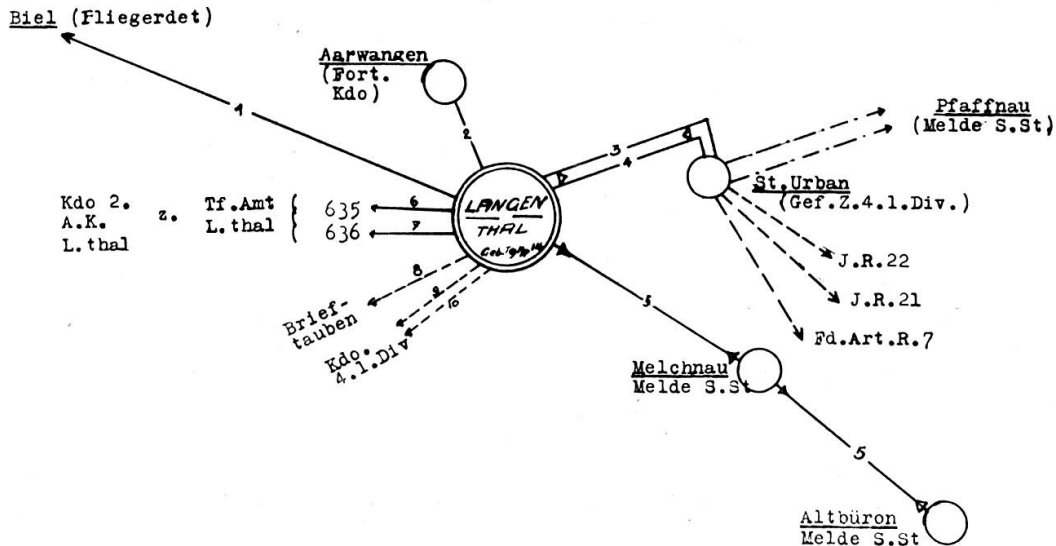 Biel (Fliegerdet)
Aarwangen
(Fort.
Kdo)
1
2
3
4
Pfaffnau
(Melde S.St)
St.Urban
(Gef.Z.4.l.Div.)
Kdo 2.
A.K.
L.thal
z.
Tf.Amt
L.thal
635
636
6
7
LANGEN
THAL
8
9
10
Brief-
tauben
Kdo.
4.l.Div
J.R.22
J.R.21
Fd.Art.R.7
5
Melchnau
Melde S.St
5
Altbüron
Melde S.St